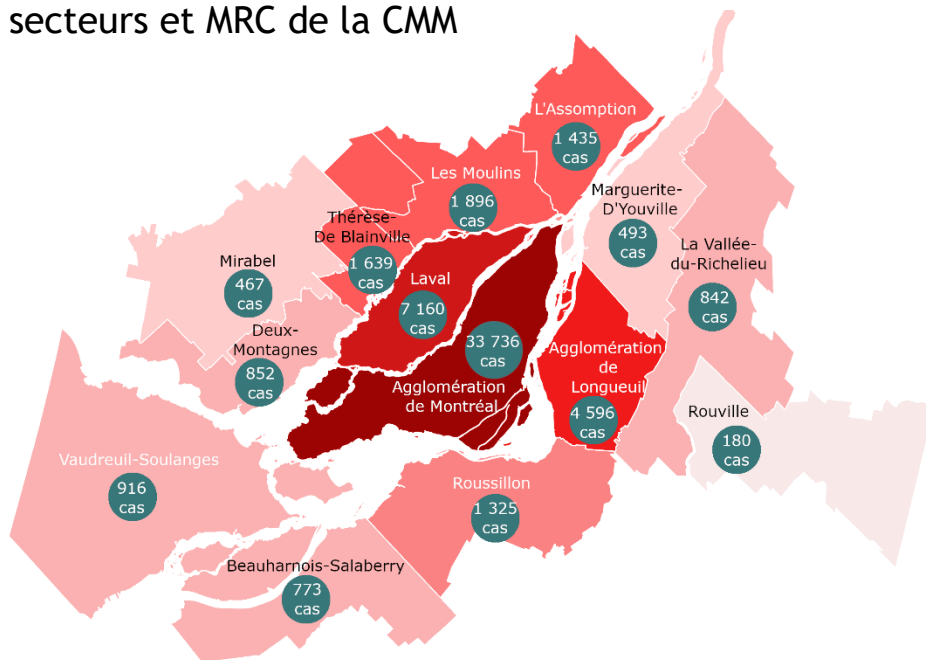 secteurs et MRC de la CMM
L'Assomption
1 435
cas
Les Moulins
1 896
cas
Marguerite-
D'Youville
493
cas
Thérèse-
De Blainville
1 639
cas
La Vallée-
du-Richelieu
842
cas
Mirabel
467
cas
Laval
7 160
cas
Deux-
Montagnes
852
cas
33 736
cas
Agglomération
de Montréal
Agglomération
de
Longueuil
4 596
cas
Rouville
180
cas
Vaudreuil-Soulanges
916
cas
Roussillon
1 325
cas
Beauharnois-Salaberry
773
cas